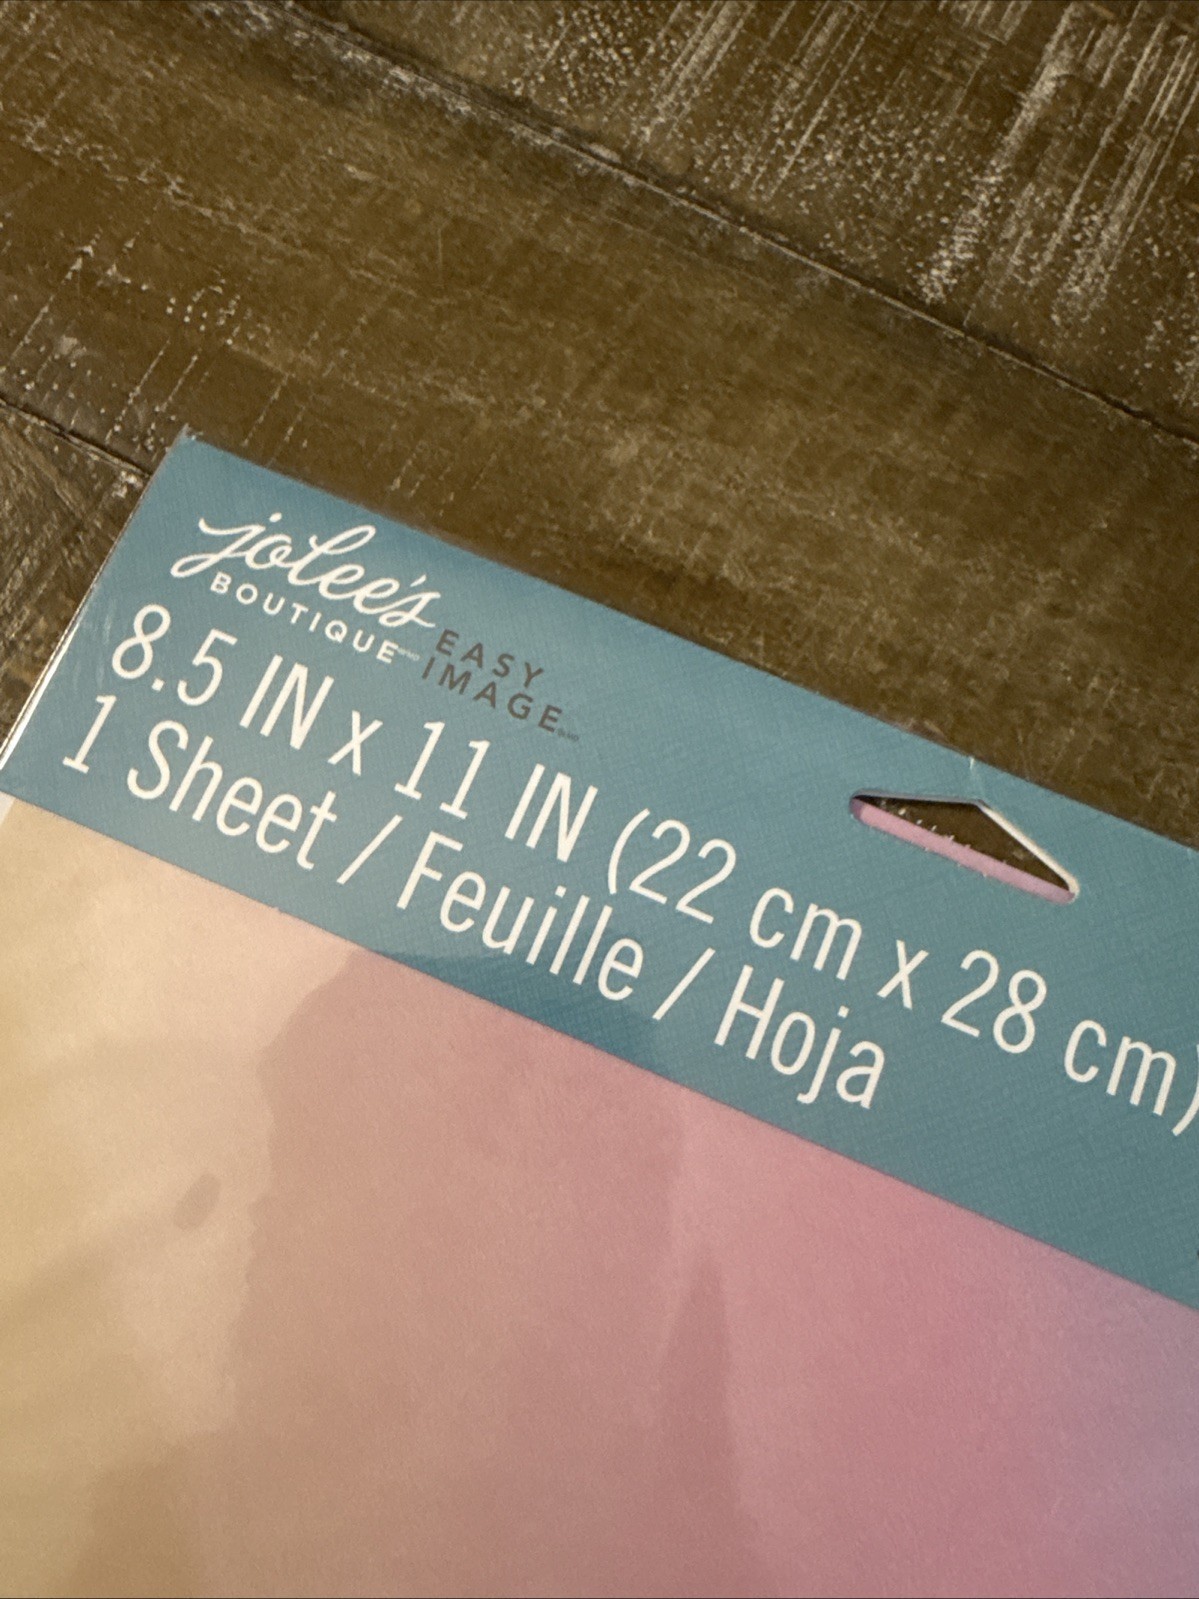 jolee's
BOUTIQUE
EASY
IMAGE
8.5 IN x 11 IN (22 cm x 28 cm)
1 Sheet / Feuille / Hoja